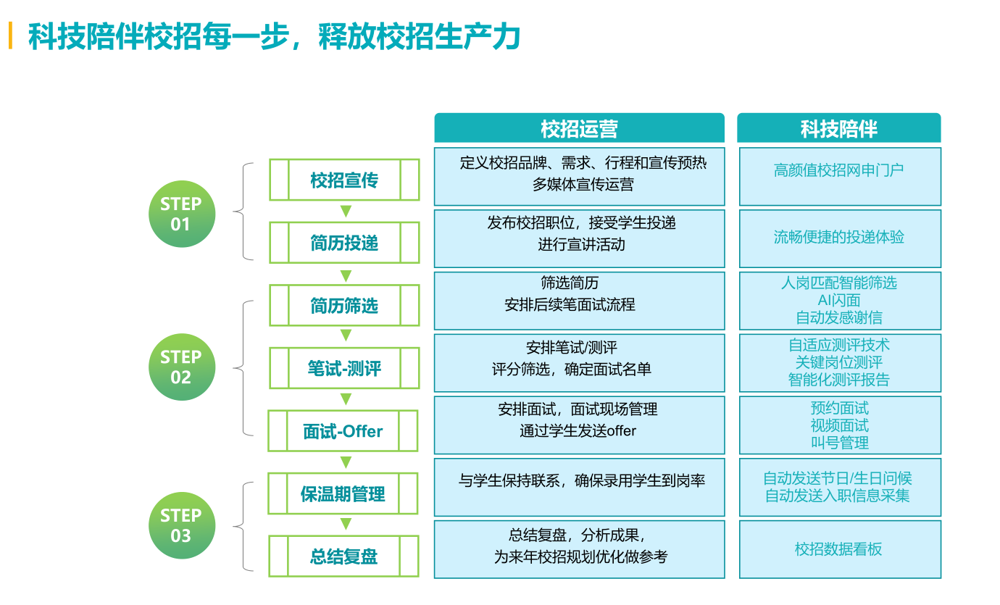 科技陪伴校招每一步，释放校招生产力
校招运营
科技陪伴
STEP
01
校招宣传
定义校招品牌、需求、行程和宣传预热
多媒体宣传运营
高颜值校招网申门户
简历投递
发布校招职位，接受学生投递
进行宣讲活动
流畅便捷的投递体验
STEP
02
简历筛选
筛选简历
安排后续笔面试流程
人岗匹配智能筛选
AI闪面
自动发感谢信
笔试-测评
安排笔试/测评
评分筛选，确定面试名单
自适应测评技术
关键岗位测评
智能化测评报告
面试-Offer
安排面试，面试现场管理
通过学生发送offer
预约面试
视频面试
叫号管理
STEP
03
保温期管理
与学生保持联系，确保录用学生到岗率
自动发送节日/生日问候
自动发送入职信息采集
总结复盘
总结复盘，分析成果，
为来年校招规划优化做参考
校招数据看板